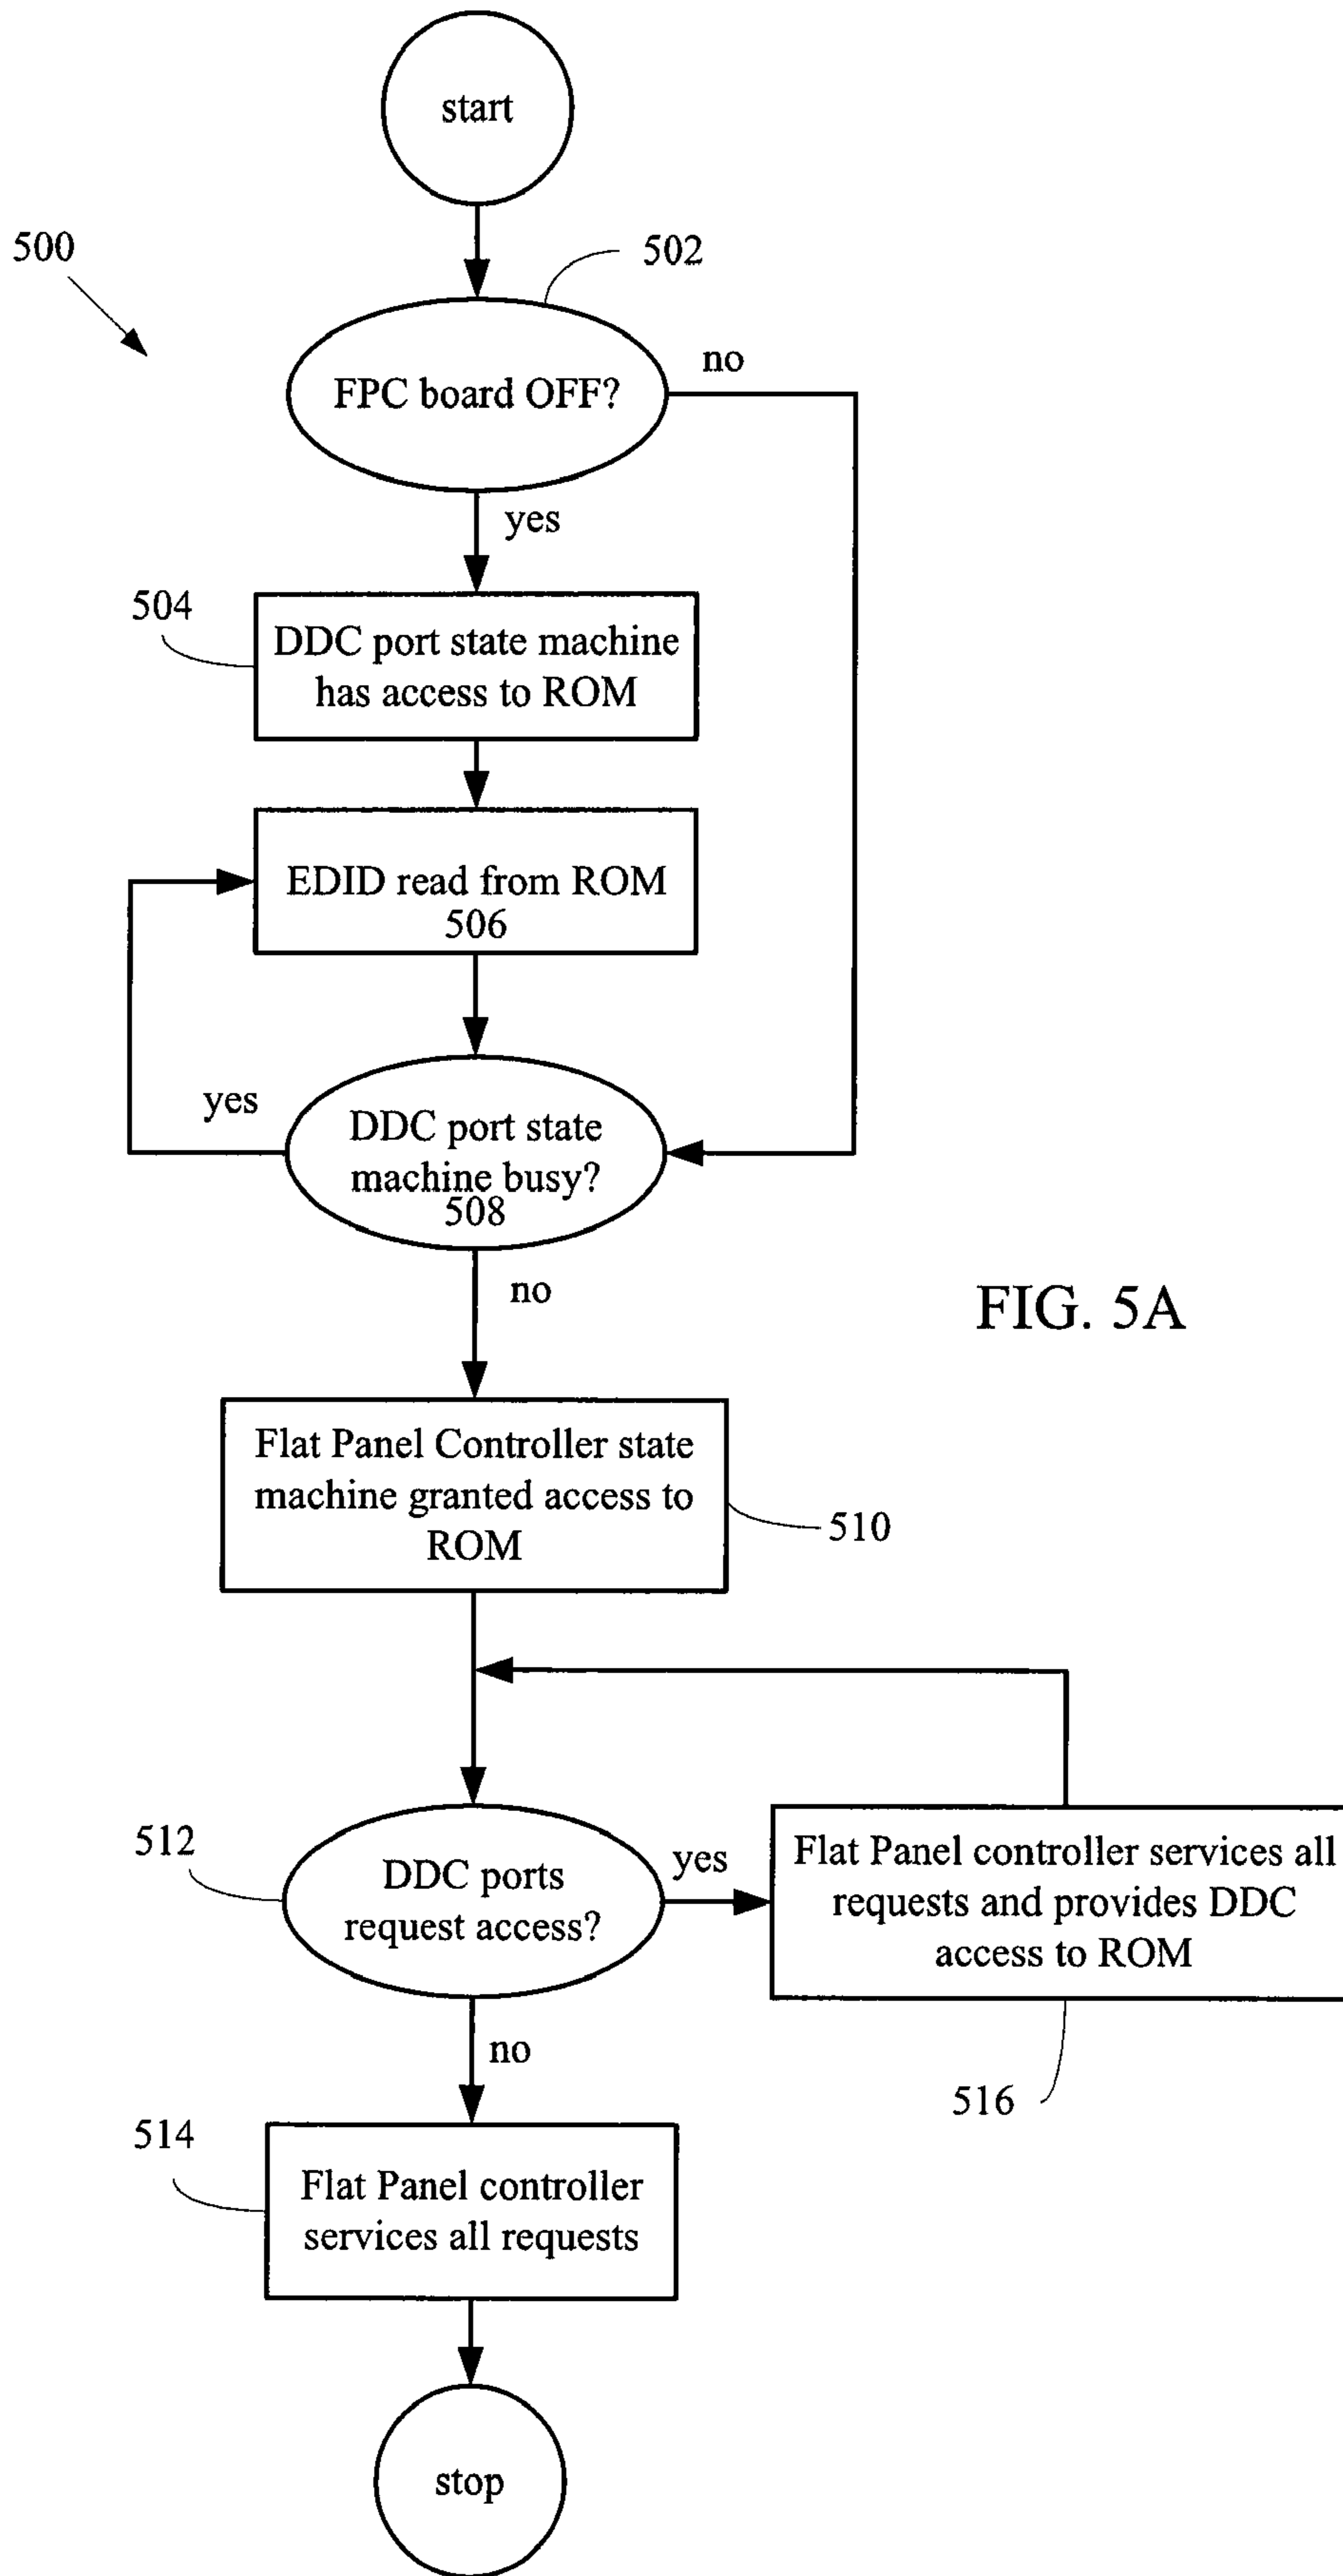 start
500
502
FPC board OFF?
no
yes
504
DDC port state machine
has access to ROM
EDID read from ROM
506
yes
DDC port state
machine busy?
508
no
FIG. 5A
Flat Panel Controller state
machine granted access to
ROM
510
512
DDC ports
request access?
yes
Flat Panel controller services all
requests and provides DDC
access to ROM
no
516
514
Flat Panel controller
services all requests
stop